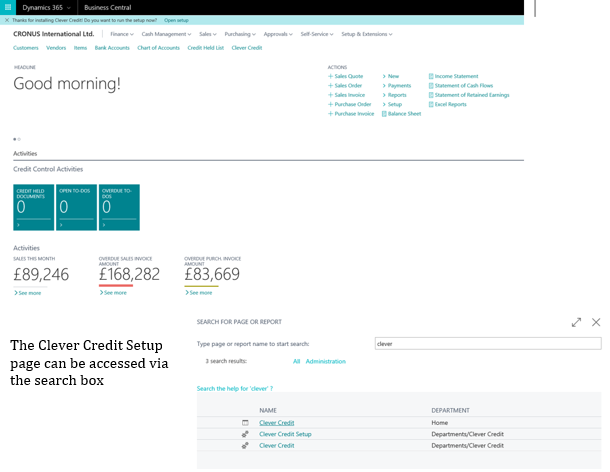 Dynamics 365 Business Central
Thanks for installing Clever Credit! Do you want to run the setup now? Open setup
CRONUS International Ltd. Finance Cash Management Sales Purchasing Approvals Self-Service Setup & Extensions
Customers Vendors Items Bank Accounts Chart of Accounts Credit Held List Clever Credit
HEADLINE
Good morning!
ACTIONS
+ Sales Quote > New Income Statement
+ Sales Order > Payments Statement of Cash Flows
+ Sales Invoice > Reports Statement of Retained Earnings
+ Purchase Order > Setup Excel Reports
+ Purchase Invoice Balance Sheet
Activities
Credit Control Activities
CREDIT HELD DOCUMENTS
0
OPEN TO-DOS
0
OVERDUE TO-DOS
0
Activities
SALES THIS MONTH
£89,246
> See more
OVERDUE SALES INVOICE AMOUNT
£168,282
> See more
OVERDUE PURCH. INVOICE AMOUNT
£83,669
> See more
The Clever Credit Setup
page can be accessed via
the search box
SEARCH FOR PAGE OR REPORT
Type page or report name to start search: clever
3 search results: All Administration
Search the help for 'clever' ?
NAME DEPARTMENT
Clever Credit Home
Clever Credit Setup Departments/Clever Credit
Clever Credit Departments/Clever Credit